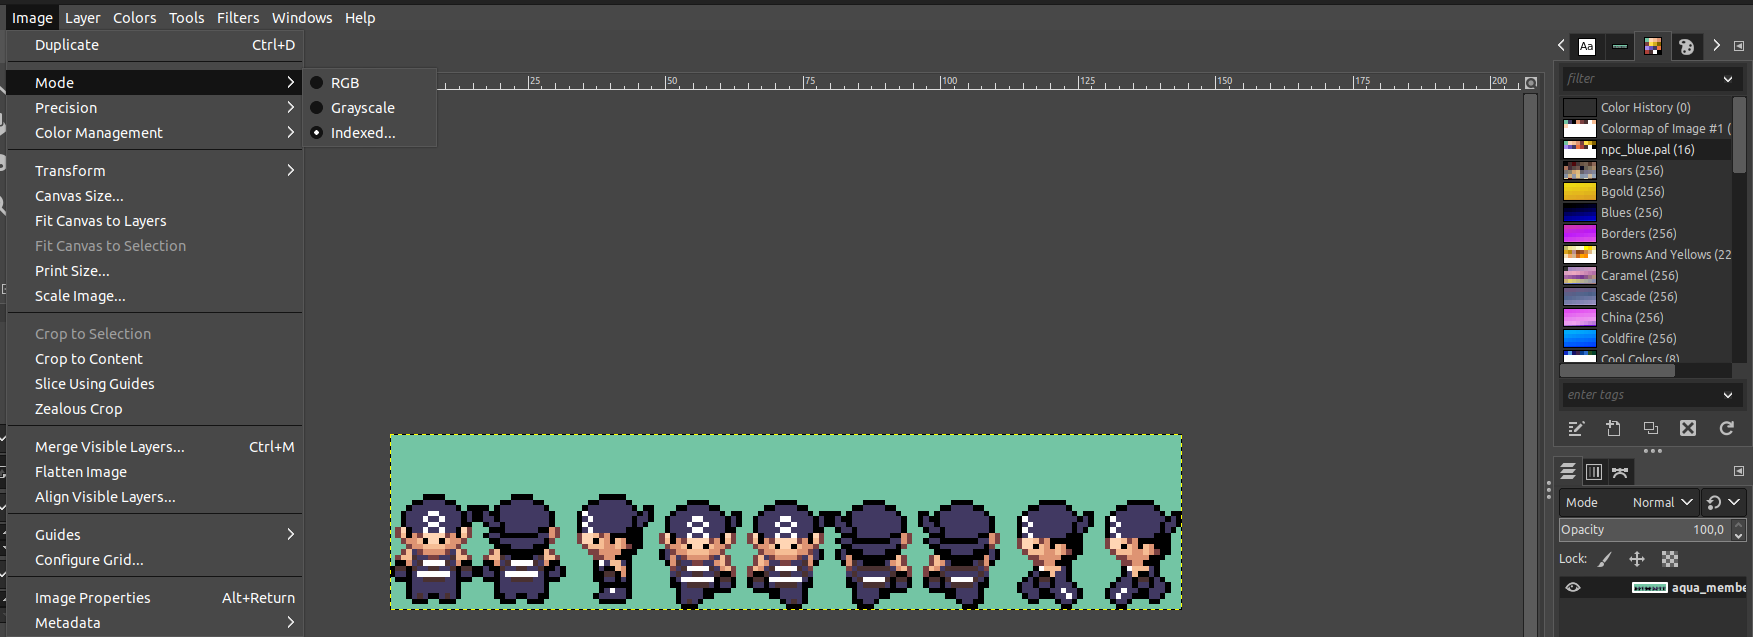 Image Layer Colors Tools Filters Windows Help
Duplicate Ctrl+D
Mode
Precision
Color Management
Transform
Canvas Size...
Fit Canvas to Layers
Fit Canvas to Selection
Print Size...
Scale Image...
Crop to Selection
Crop to Content
Slice Using Guides
Zealous Crop
Merge Visible Layers... Ctrl+M
Flatten Image
Align Visible Layers...
Guides
Configure Grid...
Image Properties Alt+Return
Metadata
RGB
Grayscale
Indexed...
25 50 75 100 125 150 175 200
Aa
filter
Color History (0)
Colormap of Image #1 (
npc_blue.pal (16)
Bears (256)
Bgold (256)
Blues (256)
Borders (256)
Browns And Yellows (22
Caramel (256)
Cascade (256)
China (256)
Coldfire (256)
Cool Colors (8)
enter tags
Mode Normal
Opacity 100,0
Lock:
aqua_membe